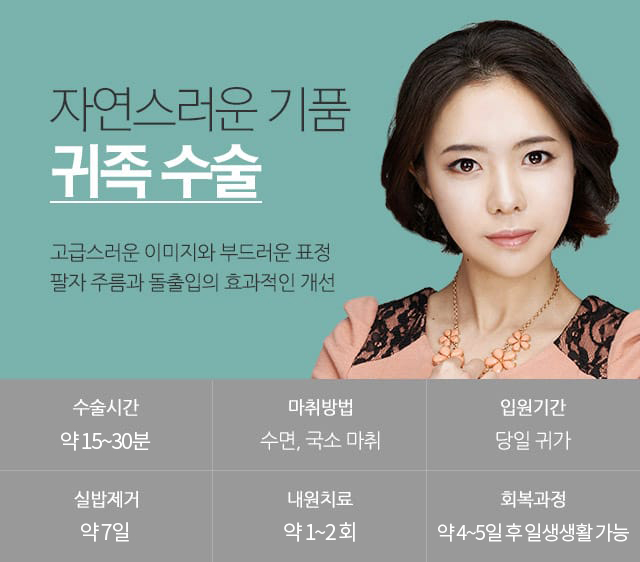 자연스러운 기품
귀족 수술
고급스러운 이미지와 부드러운 표정
팔자 주름과 돌출입의 효과적인 개선
수술시간
약 15~30분
마취방법
수면, 국소 마취
입원기간
당일 귀가
실밥제거
약 7일
내원치료
약 1~2 회
회복과정
약 4~5일 후 일생생활 가능